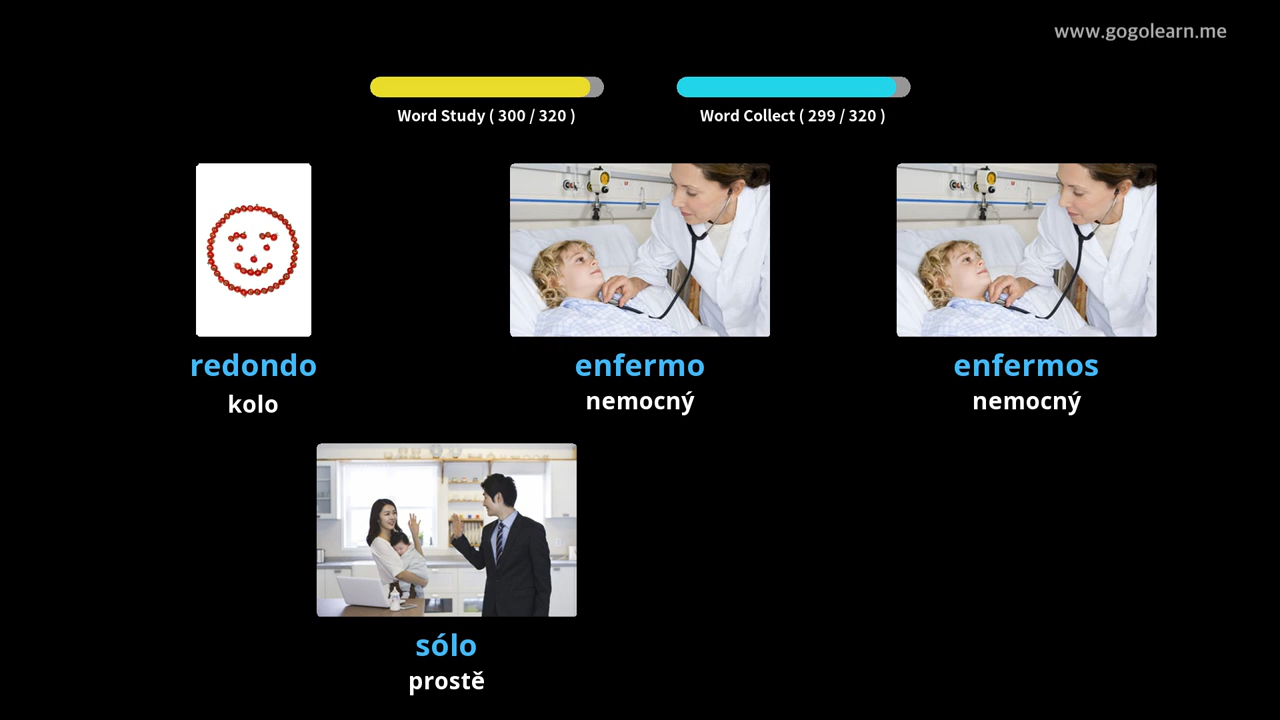 www.gogolearn.me
Word Study ( 300 / 320 )
Word Collect ( 299 / 320 )
redondo
kolo
enfermo
nemocný
enfermos
nemocný
sólo
prostě